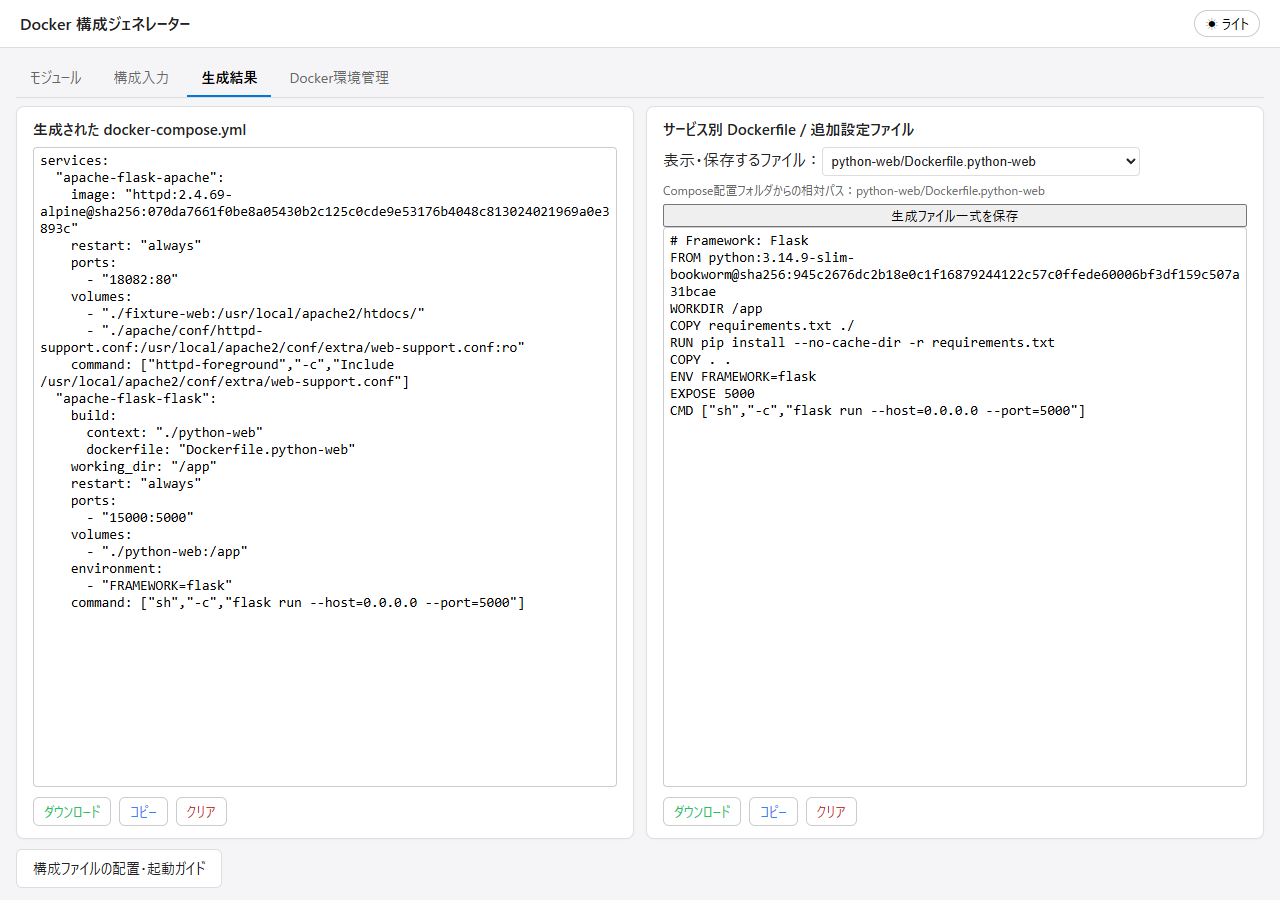 Docker 構成ジェネレーター
ライト
モジュール
構成入力
生成結果
Docker環境管理
生成された docker-compose.yml
services:
  "apache-flask-apache":
    image: "httpd:2.4.69-
alpine@sha256:070da7661f0be8a05430b2c125c0cde9e53176b4048c813024021969a0e3
893c"
    restart: "always"
    ports:
      - "18082:80"
    volumes:
      - "./fixture-web:/usr/local/apache2/htdocs/"
      - "./apache/conf/httpd-
support.conf:/usr/local/apache2/conf/extra/web-support.conf:ro"
    command: ["httpd-foreground","-c","Include
/usr/local/apache2/conf/extra/web-support.conf"]
  "apache-flask-flask":
    build:
      context: "./python-web"
      dockerfile: "Dockerfile.python-web"
    working_dir: "/app"
    restart: "always"
    ports:
      - "15000:5000"
    volumes:
      - "./python-web:/app"
    environment:
      - "FRAMEWORK=flask"
    command: ["sh","-c","flask run --host=0.0.0.0 --port=5000"]
ダウンロード
コピー
クリア
サービス別 Dockerfile / 追加設定ファイル
表示・保存するファイル：
python-web/Dockerfile.python-web
Compose配置フォルダからの相対パス：python-web/Dockerfile.python-web
生成ファイル一式を保存
# Framework: Flask
FROM python:3.14.9-slim-
bookworm@sha256:945c2676dc2b18e0c1f16879244122c57c0ffede60006bf3df159c507a
31bcae
WORKDIR /app
COPY requirements.txt ./
RUN pip install --no-cache-dir -r requirements.txt
COPY . .
ENV FRAMEWORK=flask
EXPOSE 5000
CMD ["sh","-c","flask run --host=0.0.0.0 --port=5000"]
ダウンロード
コピー
クリア
構成ファイルの配置・起動ガイド